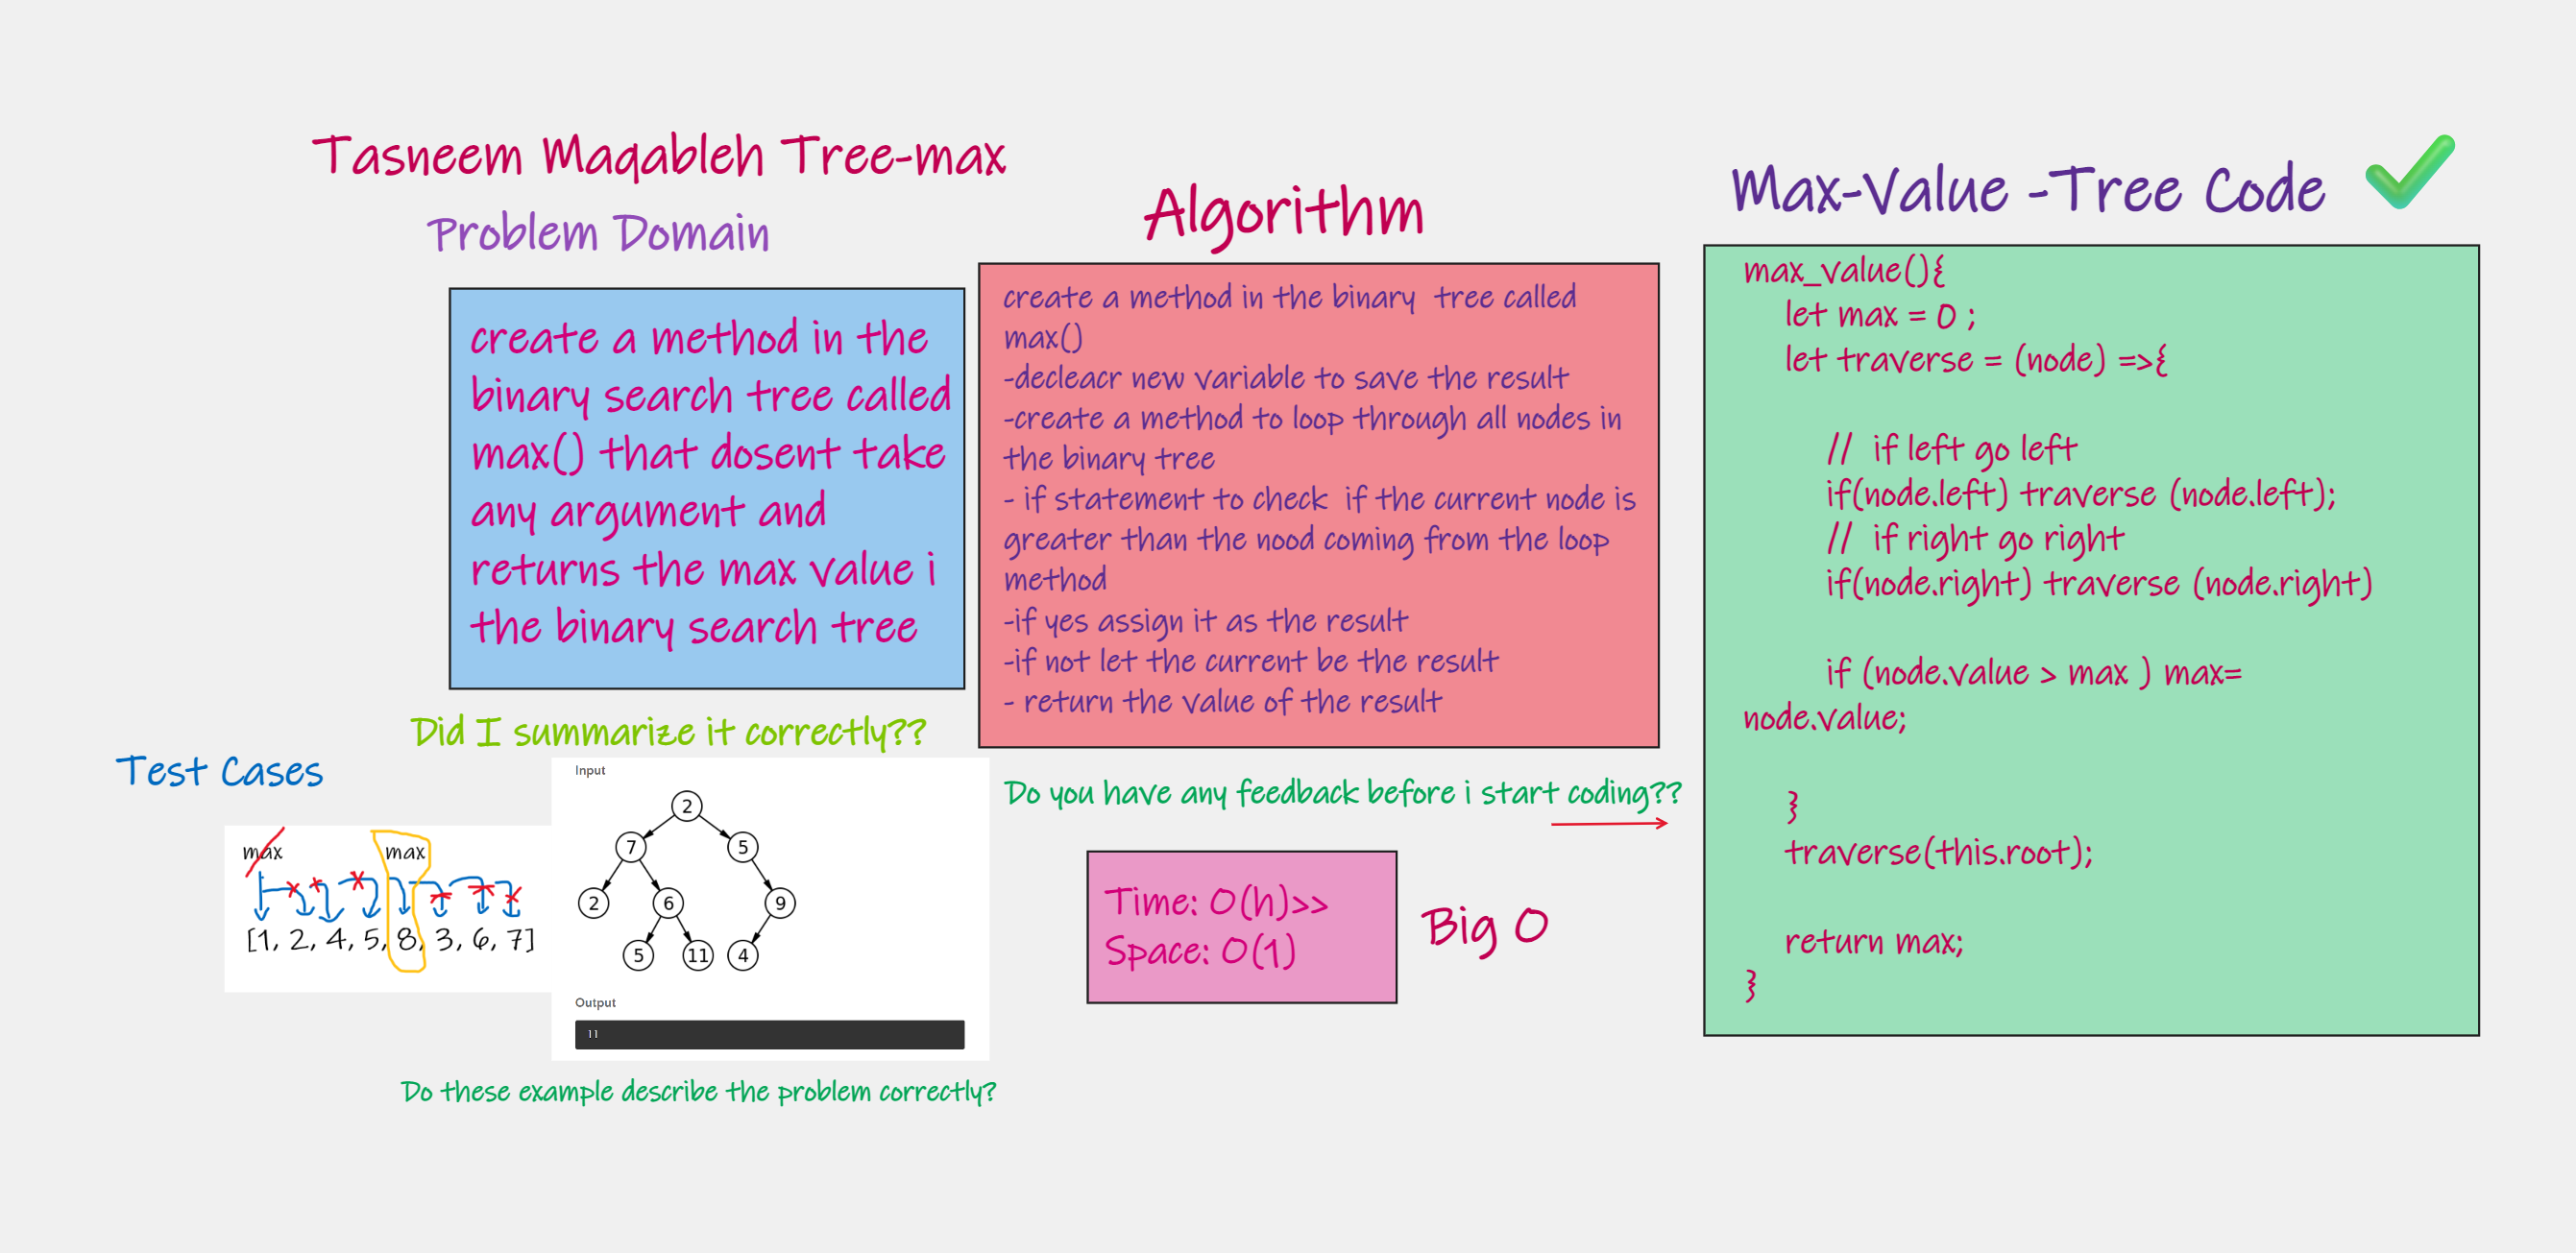 Tasneem Maqableh Tree-max
Problem Domain
create a method in the
binary search tree called
max() that dosent take
any argument and
returns the max value i
the binary search tree
Did I summarize it correctly??
Test Cases
max
max
[1, 2, 4, 5, 8, 3, 6, 7]
Input
2
7
5
2
6
9
5
11
4
Output
11
Do these example describe the problem correctly?
Algorithm
create a method in the binary  tree called
max()
-decleacr new variable to save the result
-create a method to loop through all nodes in
the binary tree
- if statement to check  if the current node is
greater than the nood coming from the loop
method
-if yes assign it as the result
-if not let the current be the result
- return the value of the result
Do you have any feedback before i start coding??
Time: O(h)>>
Space: O(1)
Big O
Max-Value -Tree Code
max_value(){
let max = 0 ;
let traverse = (node) =>{
//  if left go left
if(node.left) traverse (node.left);
//  if right go right
if(node.right) traverse (node.right)
if (node.value > max ) max=
node.value;
}
traverse(this.root);
return max;
}